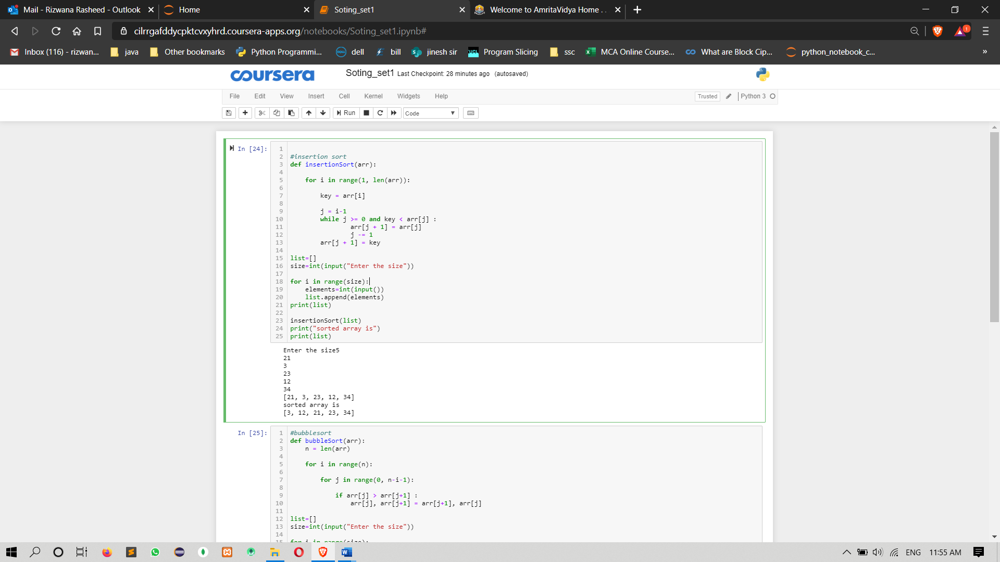 Mail - Rizwana Rasheed - Outlook
Home
Soting_set1
Welcome to AmritaVidya Home . .
cilrrgafddycpktcvxyhrd.coursera-apps.org/notebooks/Soting_set1.ipynb#
1
Inbox (116) - rizwan...
java
Other bookmarks
Python Programmi...
dell
bill
jinesh sir
Program Slicing
ssc
MCA Online Course...
What are Block Cip...
python_notebook_c...
»
coursera
Soting_set1 Last Checkpoint: 28 minutes ago (autosaved)
File Edit View Insert Cell Kernel Widgets Help
Trusted
Python 3
Run
Code
In [24]:
1
2 #insertion sort
3 def insertionSort(arr):
4
5     for i in range(1, len(arr)):
6
7         key = arr[i]
8
9         j = i-1
10         while j >= 0 and key < arr[j] :
11                 arr[j + 1] = arr[j]
12                 j -= 1
13         arr[j + 1] = key
14
15 list=[]
16 size=int(input("Enter the size"))
17
18 for i in range(size):
19     elements=int(input())
20     list.append(elements)
21 print(list)
22
23 insertionSort(list)
24 print("sorted array is")
25 print(list)
Enter the size5
21
3
23
12
34
[21, 3, 23, 12, 34]
sorted array is
[3, 12, 21, 23, 34]
In [25]:
1 #bubblesort
2 def bubbleSort(arr):
3     n = len(arr)
4
5     for i in range(n):
6
7         for j in range(0, n-i-1):
8
9             if arr[j] > arr[j+1] :
10                 arr[j], arr[j+1] = arr[j+1], arr[j]
11
12 list=[]
13 size=int(input("Enter the size"))
14
15 for i in range(size):
ENG
11:55 AM